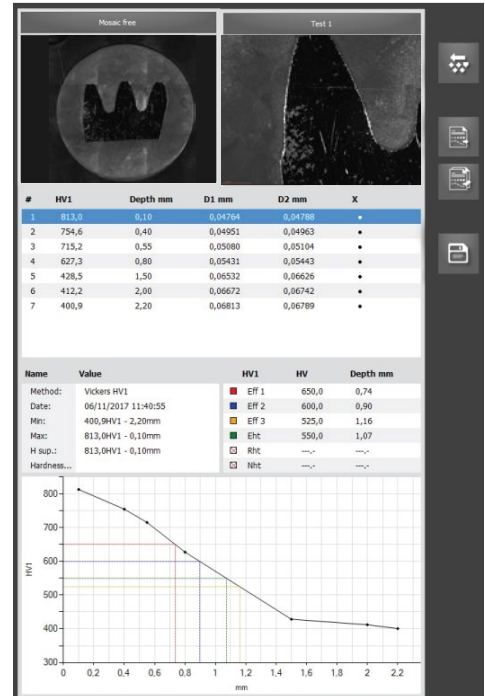 Mosaic free Test 1
# HV1 Depth mm D1 mm D2 mm X
1 813,0 0,10 0,04764 0,04788 •
2 754,6 0,40 0,04951 0,04963 •
3 715,2 0,55 0,05080 0,05104 •
4 627,3 0,80 0,05431 0,05443 •
5 428,5 1,50 0,06532 0,06626 •
6 412,2 2,00 0,06672 0,06742 •
7 400,9 2,20 0,06813 0,06789 •
Name Value HV1 HV Depth mm
Method: Vickers HV1 Eff 1 650,0 0,74
Date: 06/11/2017 11:40:55 Eff 2 600,0 0,90
Min: 400,9HV1 - 2,20mm Eff 3 525,0 1,16
Max: 813,0HV1 - 0,10mm Eht 550,0 1,07
H sup.: 813,0HV1 - 0,10mm Rht ---,- ---,-
Hardness... Nht ---,- ---,-
800
700
600
HV1
500
400
300
0 0,2 0,4 0,6 0,8 1 1,2 1,4 1,6 1,8 2 2,2
mm